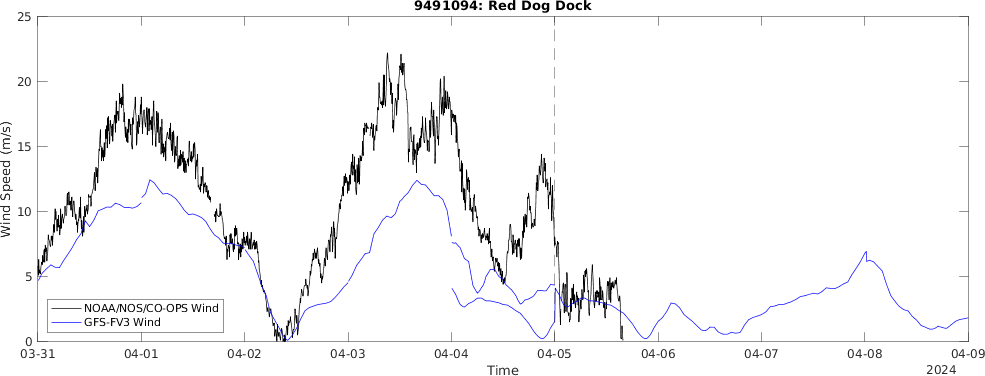 9491094: Red Dog Dock
25
20
15
10
5
0
Wind Speed (m/s)
NOAA/NOS/CO-OPS Wind
GFS-FV3 Wind
03-31 04-01 04-02 04-03 04-04 04-05 04-06 04-07 04-08 04-09
Time
2024